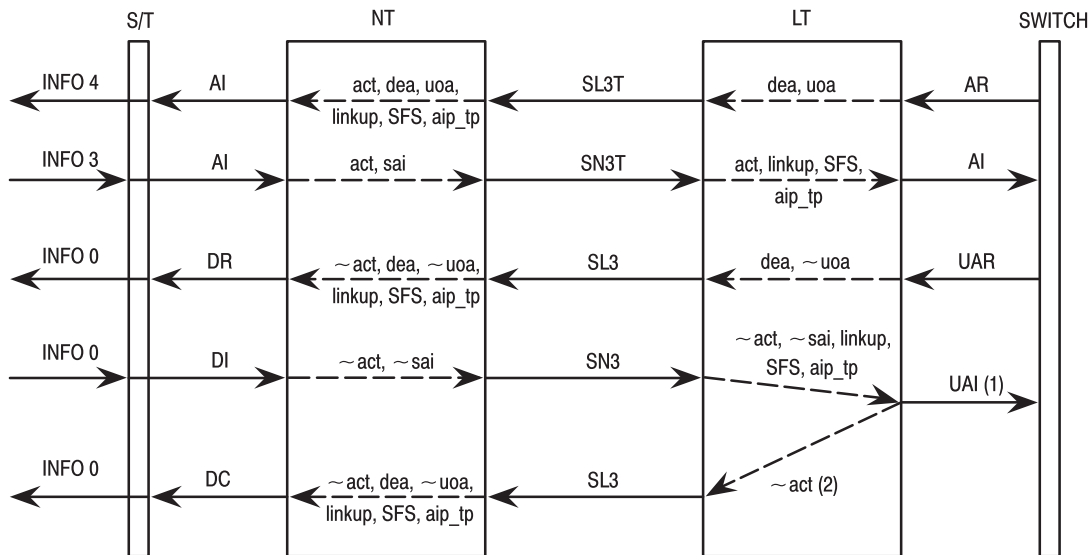 S/T NT LT SWITCH
INFO 4 AI act, dea, uoa, SL3T dea, uoa AR
linkup, SFS, aip_tp
INFO 3 AI act, sai SN3T act, linkup, SFS, AI
aip_tp
INFO 0 DR ~act, dea, ~uoa, SL3 dea, ~uoa UAR
linkup, SFS, aip_tp
INFO 0 DI ~act, ~sai SN3 ~act, ~sai, linkup,
SFS, aip_tp UAI (1)
INFO 0 DC ~act, dea, ~uoa, SL3 ~act (2)
linkup, SFS, aip_tp